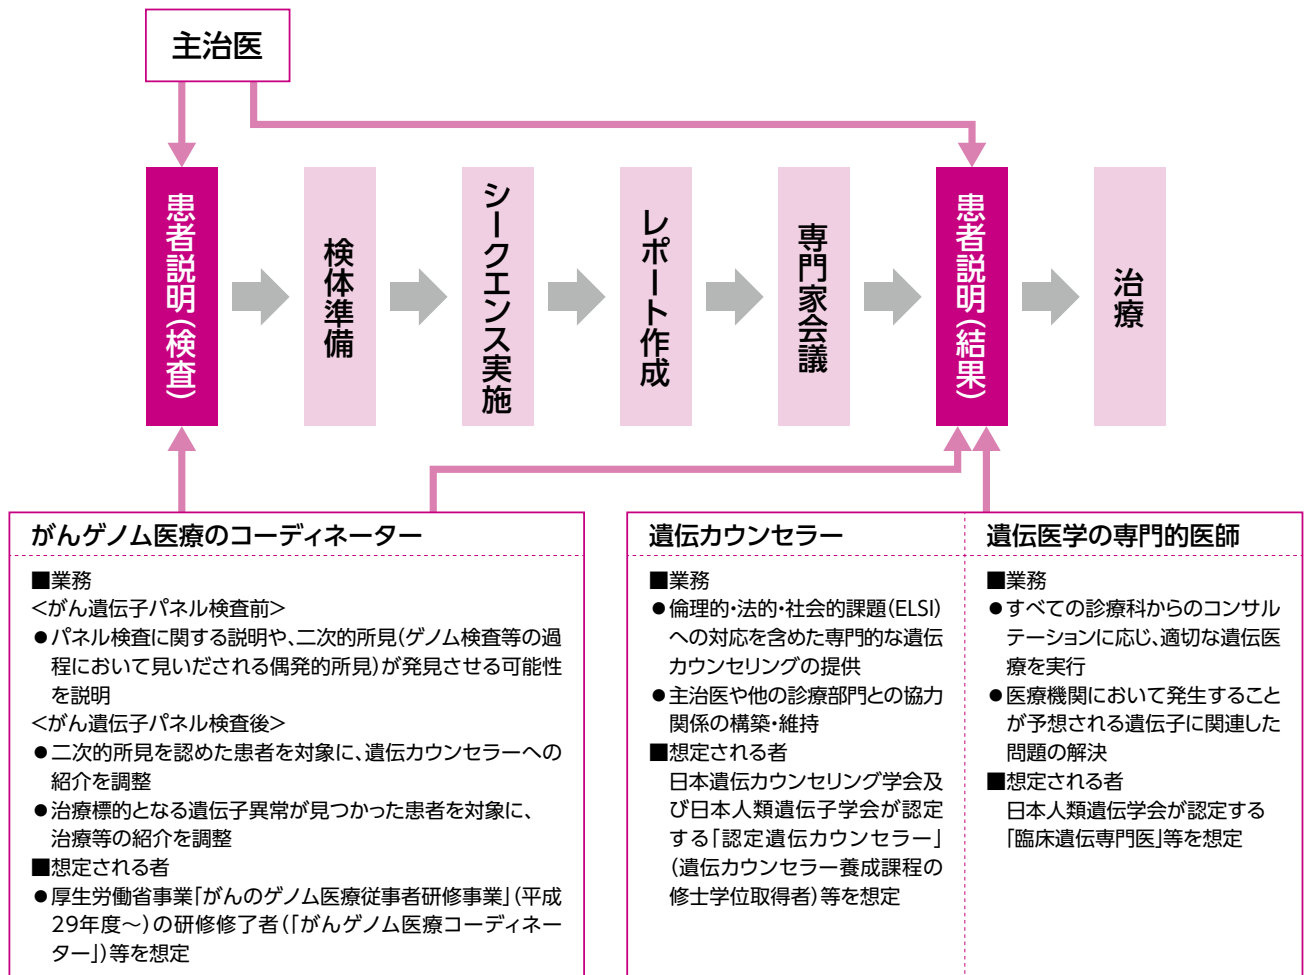 主治医
患者説明(検査)
検体準備
シークエンス実施
レポート作成
専門家会議
患者説明(結果)
治療
がんゲノム医療のコーディネーター
■業務
<がん遺伝子パネル検査前>
●パネル検査に関する説明や、二次的所見(ゲノム検査等の過
程において見いだされる偶発的所見)が発見させる可能性
を説明
<がん遺伝子パネル検査後>
●二次的所見を認めた患者を対象に、遺伝カウンセラーへの
紹介を調整
●治療標的となる遺伝子異常が見つかった患者を対象に、
治療等の紹介を調整
■想定される者
●厚生労働省事業「がんのゲノム医療従事者研修事業」(平成
29年度〜)の研修修了者(「がんゲノム医療コーディネー
ター」)等を想定
遺伝カウンセラー
■業務
●倫理的・法的・社会的課題(ELSI)
への対応を含めた専門的な遺伝
カウンセリングの提供
●主治医や他の診療部門との協力
関係の構築・維持
■想定される者
日本遺伝カウンセリング学会及
び日本人類遺伝子学会が認定
する「認定遺伝カウンセラー」
(遺伝カウンセラー養成課程の
修士学位取得者)等を想定
遺伝医学の専門的医師
■業務
●すべての診療科からのコンサル
テーションに応じ、適切な遺伝医
療を実行
●医療機関において発生すること
が予想される遺伝子に関連した
問題の解決
■想定される者
日本人類遺伝学会が認定する
「臨床遺伝専門医」等を想定